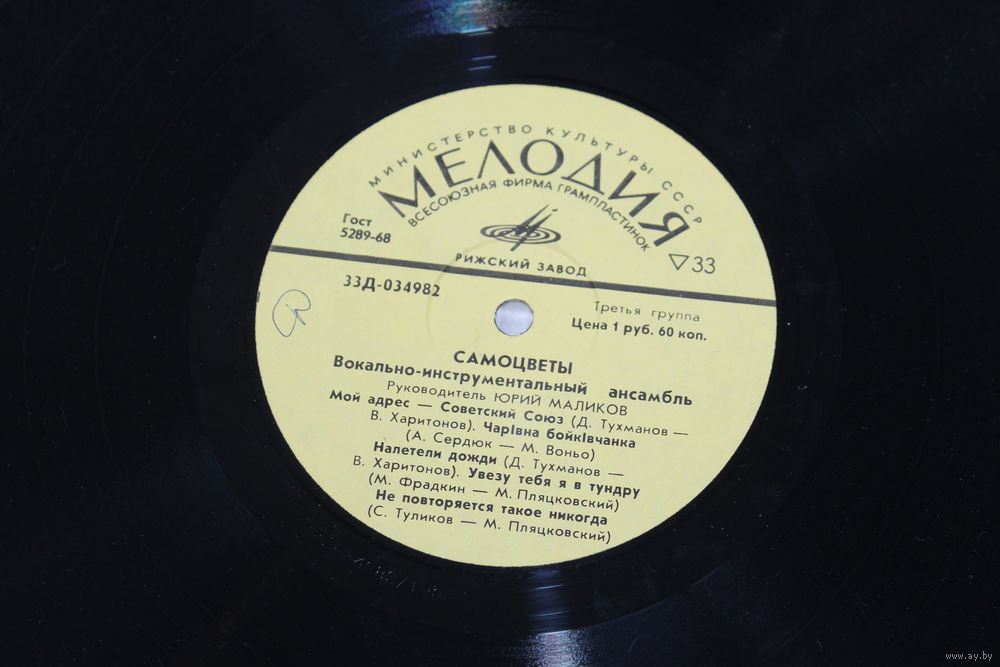 МИНИСТЕРСТВО КУЛЬТУРЫ СССР
МЕЛОДИЯ
ВСЕСОЮЗНАЯ ФИРМА ГРАМПЛАСТИНОК
Гост
5289-68
РИЖСКИЙ ЗАВОД
33
33Д-034982
Третья группа
Цена 1 руб. 60 коп.
САМОЦВЕТЫ
Вокально-инструментальный ансамбль
Руководитель ЮРИЙ МАЛИКОВ
Мой адрес — Советский Союз (Д. Тухманов —
В. Харитонов). Чарівна бойківчанка
(А. Сердюк — М. Воньо)
Налетели дожди (Д. Тухманов —
В. Харитонов). Увезу тебя я в тундру
(М. Фрадкин — М. Пляцковский)
Не повторяется такое никогда
(С. Туликов — М. Пляцковский)
www.ay.by